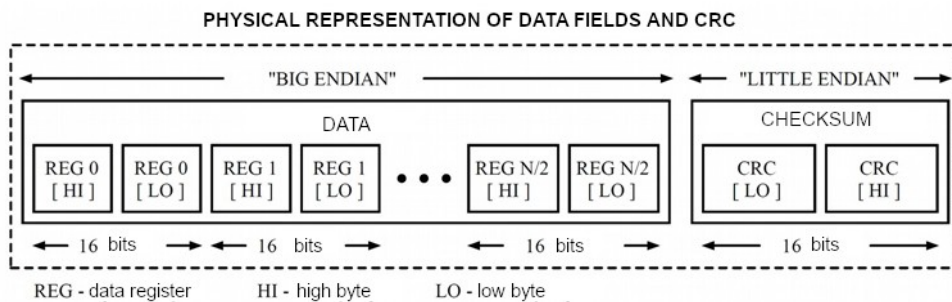 PHYSICAL REPRESENTATION OF DATA FIELDS AND CRC
"BIG ENDIAN" "LITTLE ENDIAN"
DATA CHECKSUM
REG 0 REG 0 REG 1 REG 1 ••• REG N/2 REG N/2 CRC CRC
[ HI ] [ LO ] [ HI ] [ LO ] [ HI ] [ LO ] [ LO ] [ HI ]
16 bits 16 bits 16 bits 16 bits
REG - data register HI - high byte LO - low byte